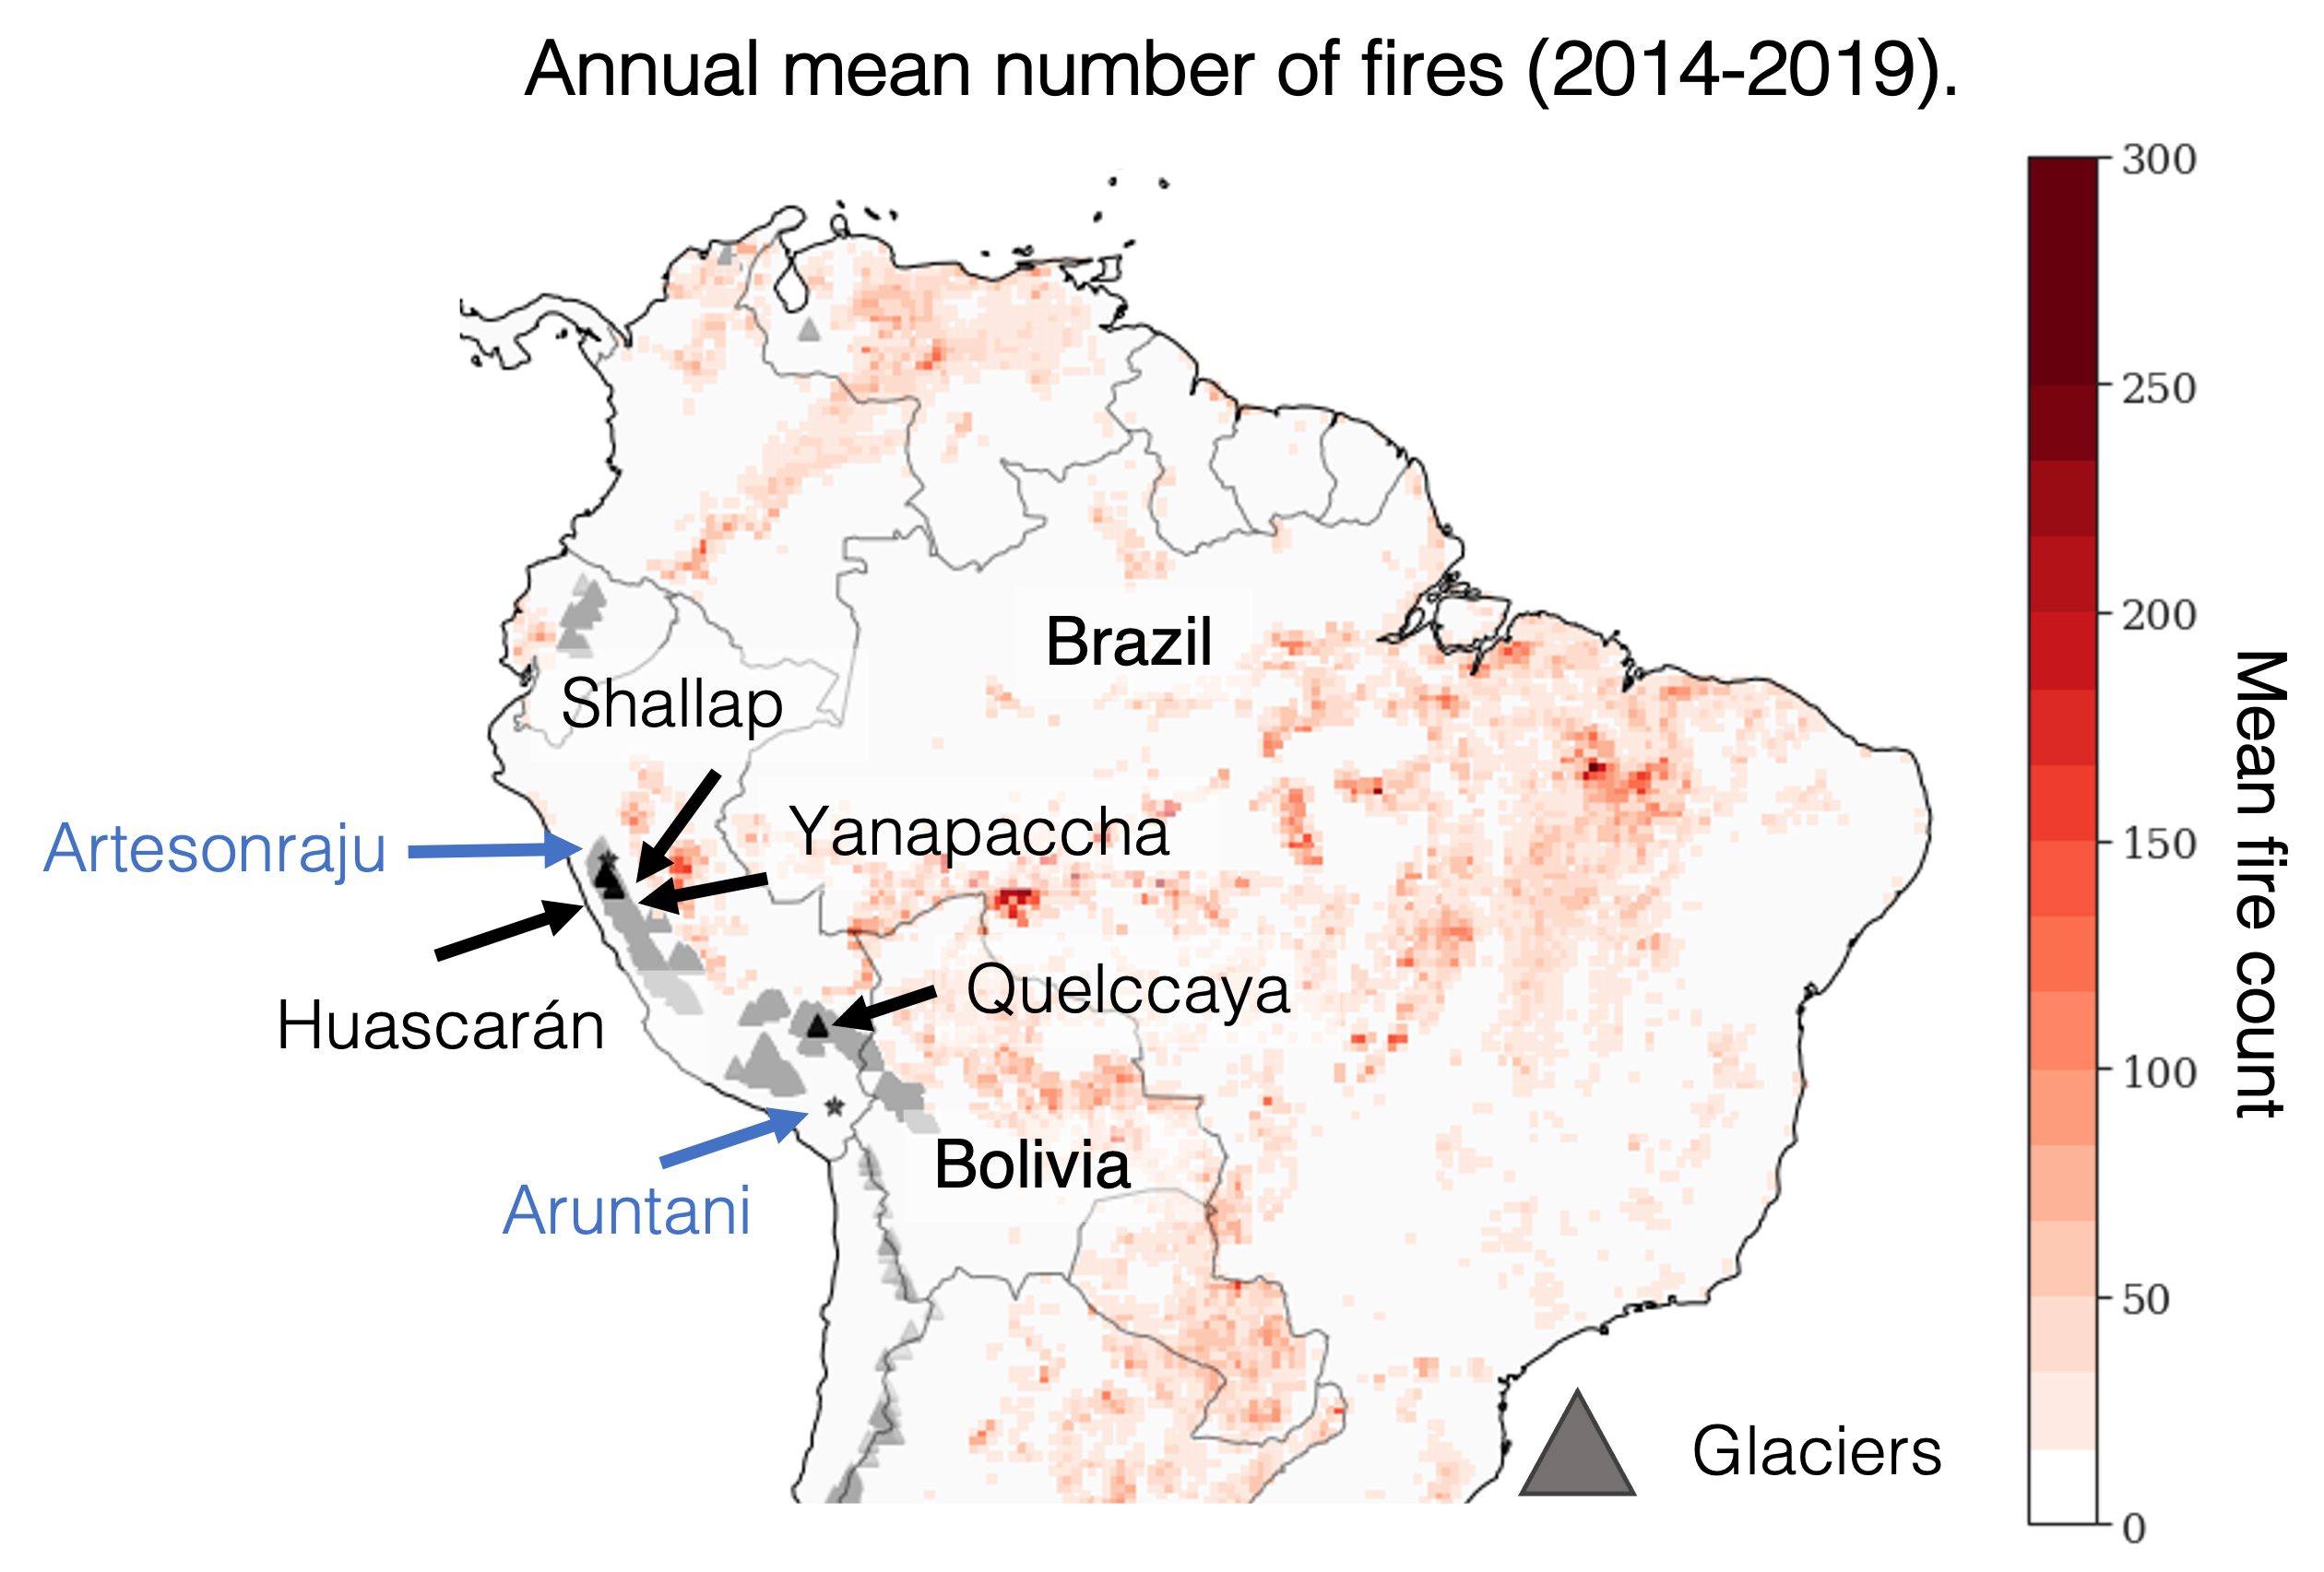 Annual mean number of fires (2014-2019).
300
250
200
150
100
50
0
Mean fire count
Brazil
Shallap
Artesonraju
Yanapaccha
Huascarán
Quelccaya
Aruntani
Bolivia
Glaciers